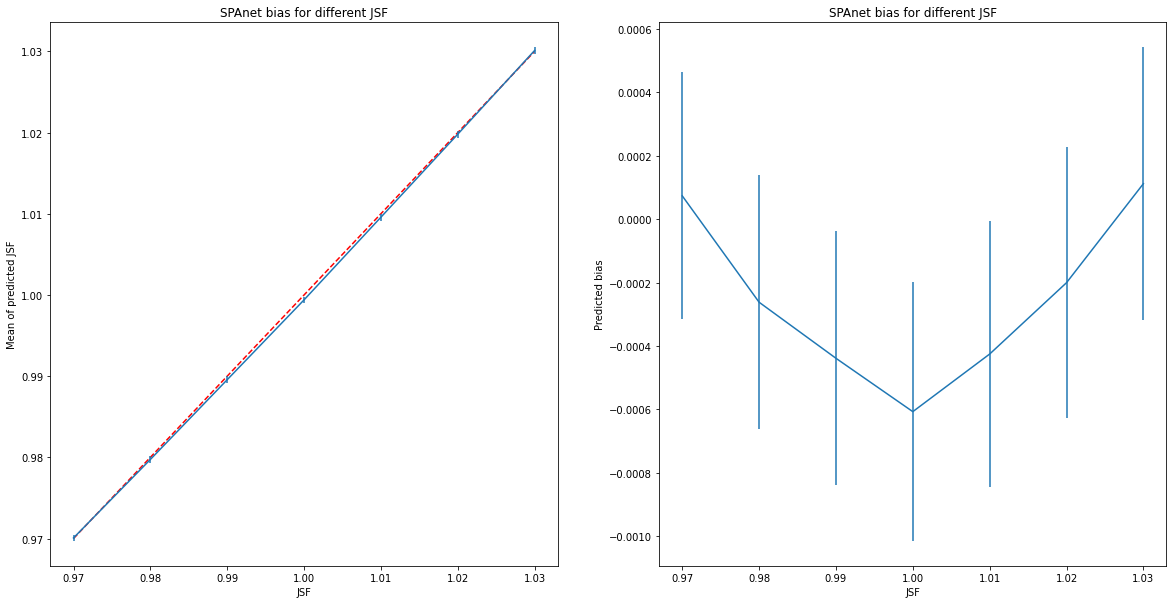 SPAnet bias for different JSF
Mean of predicted JSF
1.03
1.02
1.01
1.00
0.99
0.98
0.97
0.97 0.98 0.99 1.00 1.01 1.02 1.03
JSF
SPAnet bias for different JSF
Predicted bias
0.0006
0.0004
0.0002
0.0000
−0.0002
−0.0004
−0.0006
−0.0008
−0.0010
0.97 0.98 0.99 1.00 1.01 1.02 1.03
JSF